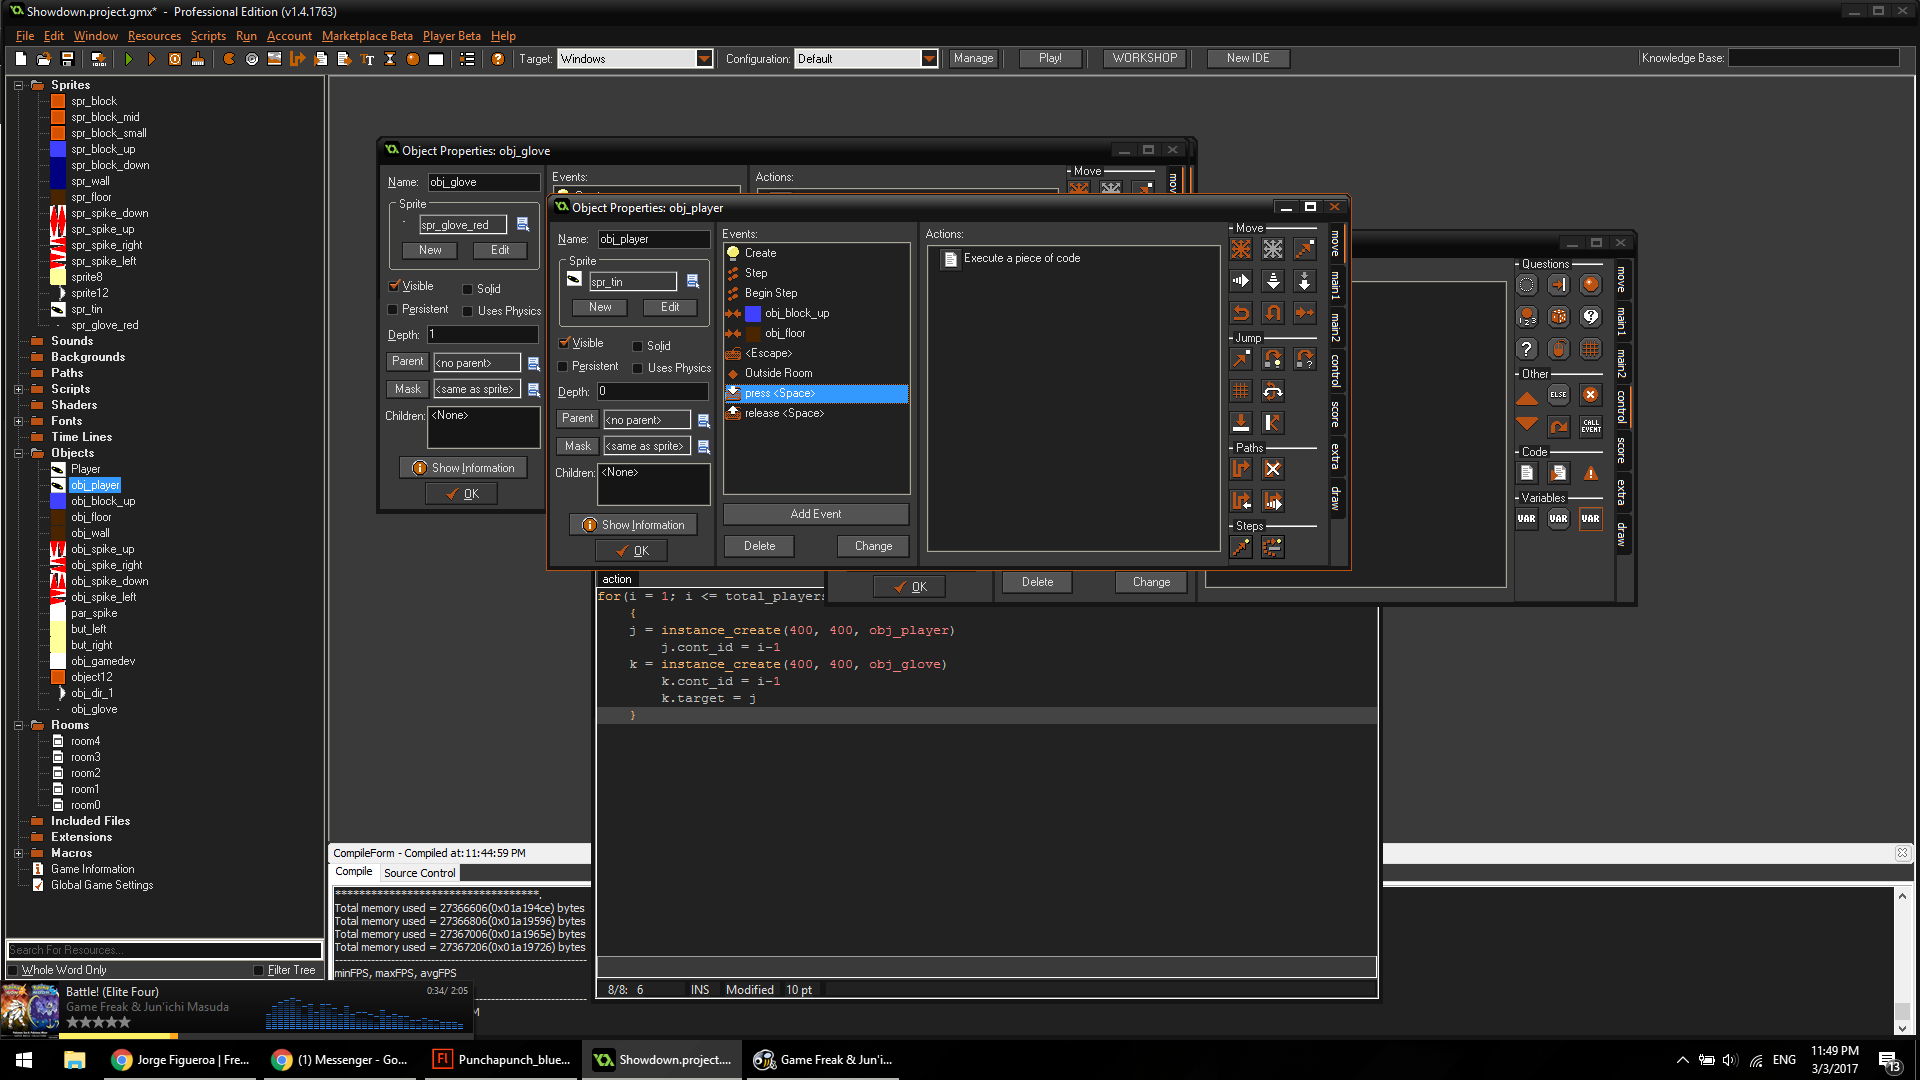 Showdown.project.gmx* - Professional Edition (v1.4.1763)
File Edit Window Resources Scripts Run Account Marketplace Beta Player Beta Help
Target: Windows Configuration: Default Manage Play! WORKSHOP New IDE Knowledge Base:
Sprites
spr_block
spr_block_mid
spr_block_small
spr_block_up
spr_block_down
spr_wall
spr_floor
spr_spike_down
spr_spike_up
spr_spike_right
spr_spike_left
sprite8
sprite12
spr_tin
spr_glove_red
Sounds
Backgrounds
Paths
Scripts
Shaders
Fonts
Time Lines
Objects
Player
obj_player
obj_block_up
obj_floor
obj_wall
obj_spike_up
obj_spike_right
obj_spike_down
obj_spike_left
par_spike
but_left
but_right
obj_gamedev
object12
obj_dir_1
obj_glove
Rooms
room4
room3
room2
room1
room0
Included Files
Extensions
Macros
Game Information
Global Game Settings
Search For Resources...
Whole Word Only Filter Tree
Object Properties: obj_glove
Name: obj_glove
Sprite
spr_glove_red
New Edit
Visible Solid
Persistent Uses Physics
Depth: 1
Parent <no parent>
Mask <same as sprite>
Children: <None>
Show Information
OK
Events:
Actions:
Move
Object Properties: obj_player
Name: obj_player
Sprite
spr_tin
New Edit
Visible Solid
Persistent Uses Physics
Depth: 0
Parent <no parent>
Mask <same as sprite>
Children: <None>
Show Information
OK
Events:
Create
Step
Begin Step
obj_block_up
obj_floor
<Escape>
Outside Room
press <Space>
release <Space>
Add Event
Delete Change
Actions:
Execute a piece of code
Move
Jump
Paths
Steps
move
main1
main2
control
score
extra
draw
Questions
Other
ELSE
CALL EVENT
Code
Variables
VAR VAR VAR
move
main1
main2
control
score
extra
draw
OK Delete Change
action
for(i = 1; i <= total_players
{
j = instance_create(400, 400, obj_player)
j.cont_id = i-1
k = instance_create(400, 400, obj_glove)
k.cont_id = i-1
k.target = j
}
8/8: 6 INS Modified 10 pt
CompileForm - Compiled at:11:44:59 PM
Compile Source Control
Total memory used = 27366606(0x01a194ce) bytes
Total memory used = 27366806(0x01a19596) bytes
Total memory used = 27367006(0x01a1965e) bytes
Total memory used = 27367206(0x01a19726) bytes
minFPS, maxFPS, avgFPS
Battle! (Elite Four) 0:34/ 2:05
Game Freak & Jun'ichi Masuda
Jorge Figueroa | Fre...
(1) Messenger - Go...
Punchapunch_blue...
Showdown.project....
Game Freak & Jun'i...
ENG
11:49 PM
3/3/2017
13